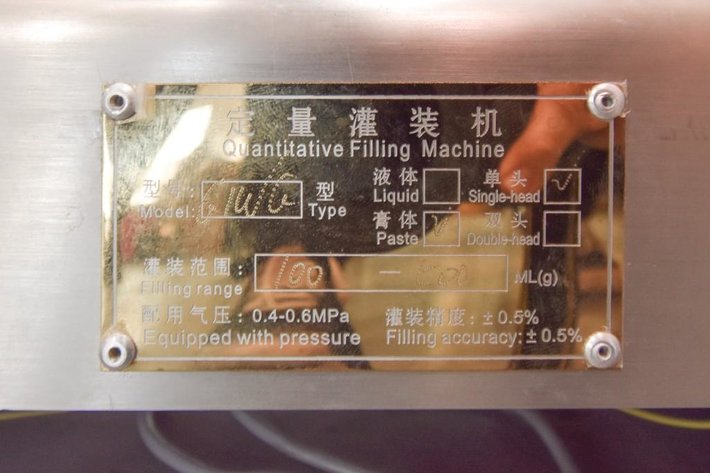 定量灌装机
Quantitative Filling Machine
型号: 型
Model: Type
液体 单头 √
Liquid Single-head
膏体 √ 双头
Paste Double-head
灌装范围: 100 —
Filling range ML(g)
配用气压: 0.4-0.6MPa 灌装精度: ±0.5%
Equipped with pressure Filling accuracy: ±0.5%